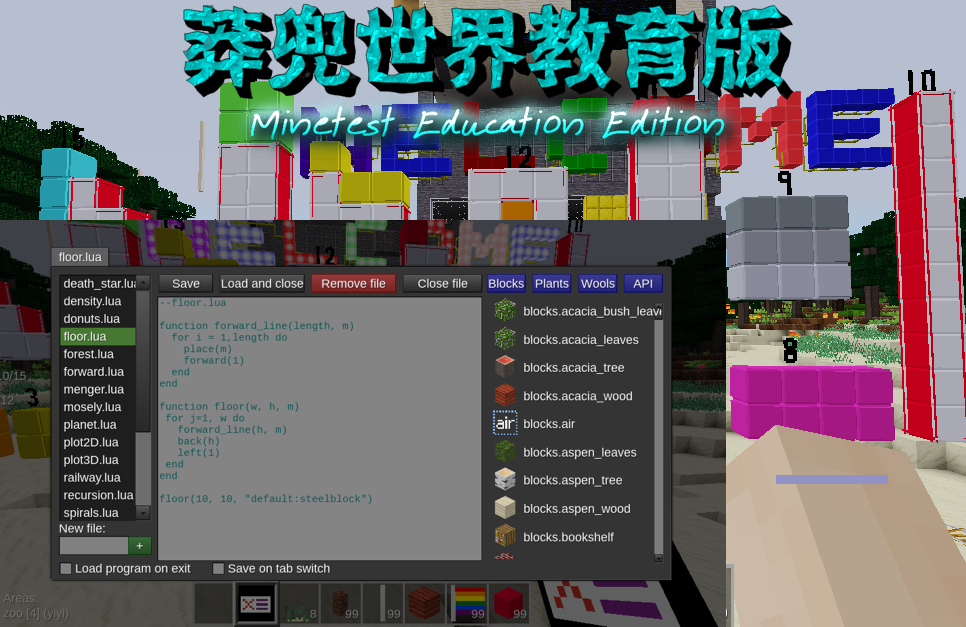 莽兜世界教育版
Minetest Education Edition
15
12
10
9
8
3
10/15
12
floor.lua
death_star.lua
density.lua
donuts.lua
floor.lua
forest.lua
forward.lua
menger.lua
mosely.lua
planet.lua
plot2D.lua
plot3D.lua
railway.lua
recursion.lua
spirals.lua
New file:
+
Save
Load and close
Remove file
Close file
Blocks
Plants
Wools
API
--floor.lua
function forward_line(length, m)
for i = 1,length do
place(m)
forward(1)
end
end
function floor(w, h, m)
for j=1, w do
forward_line(h, m)
back(h)
left(1)
end
end
floor(10, 10, "default:steelblock")
blocks.acacia_bush_leav
blocks.acacia_leaves
blocks.acacia_tree
blocks.acacia_wood
air
blocks.air
blocks.aspen_leaves
blocks.aspen_tree
blocks.aspen_wood
blocks.bookshelf
Load program on exit
Save on tab switch
Areas:
zoo [4] (yiyi)
8
99
99
99
99
99